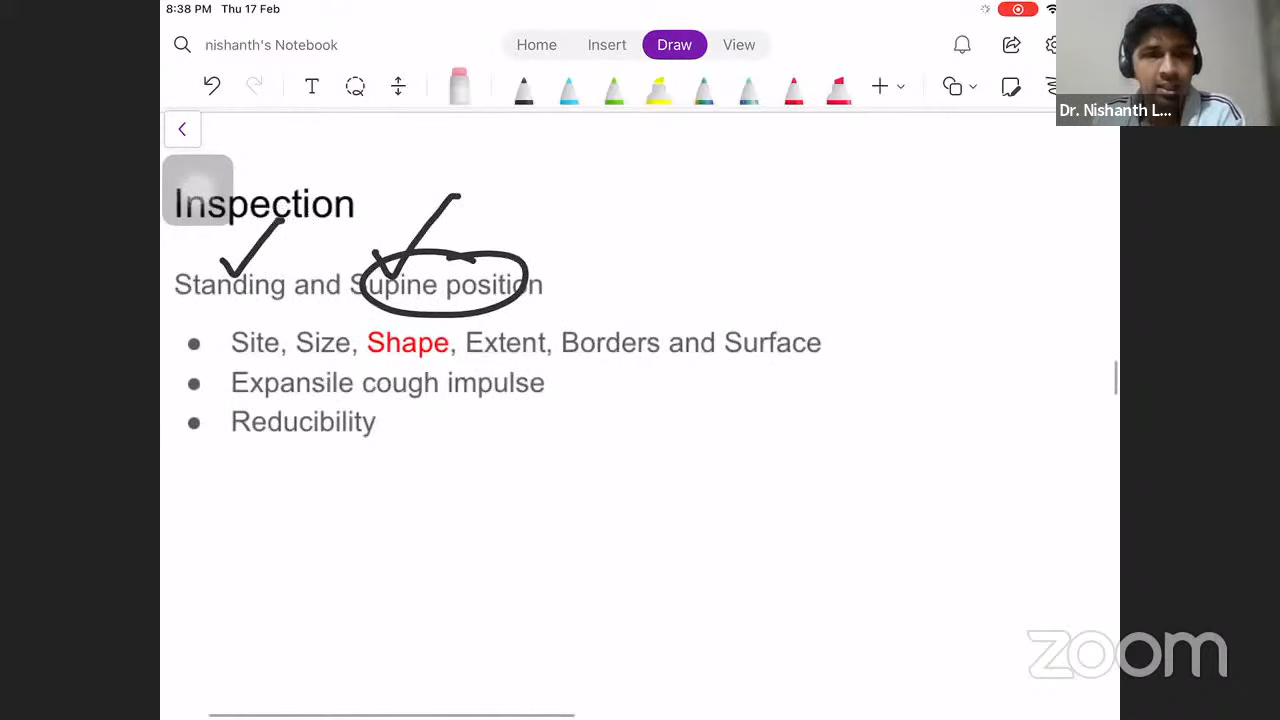 8:38 PM Thu 17 Feb
nishanth's Notebook
Home Insert Draw View
Dr. Nishanth L...
Inspection
Standing and Supine position
● Site, Size, Shape, Extent, Borders and Surface
● Expansile cough impulse
● Reducibility
zoom